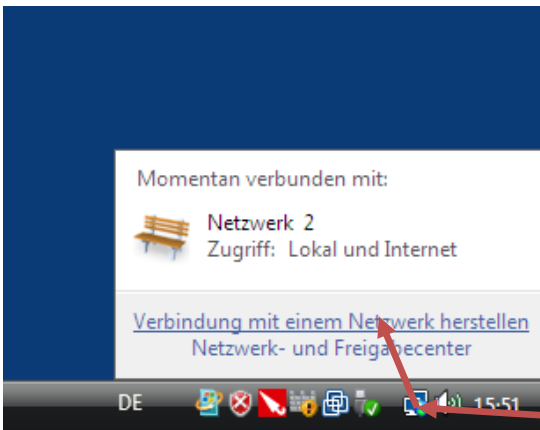 Momentan verbunden mit:
Netzwerk 2
Zugriff: Lokal und Internet
Verbindung mit einem Netzwerk herstellen
Netzwerk- und Freigabecenter
DE 15:51